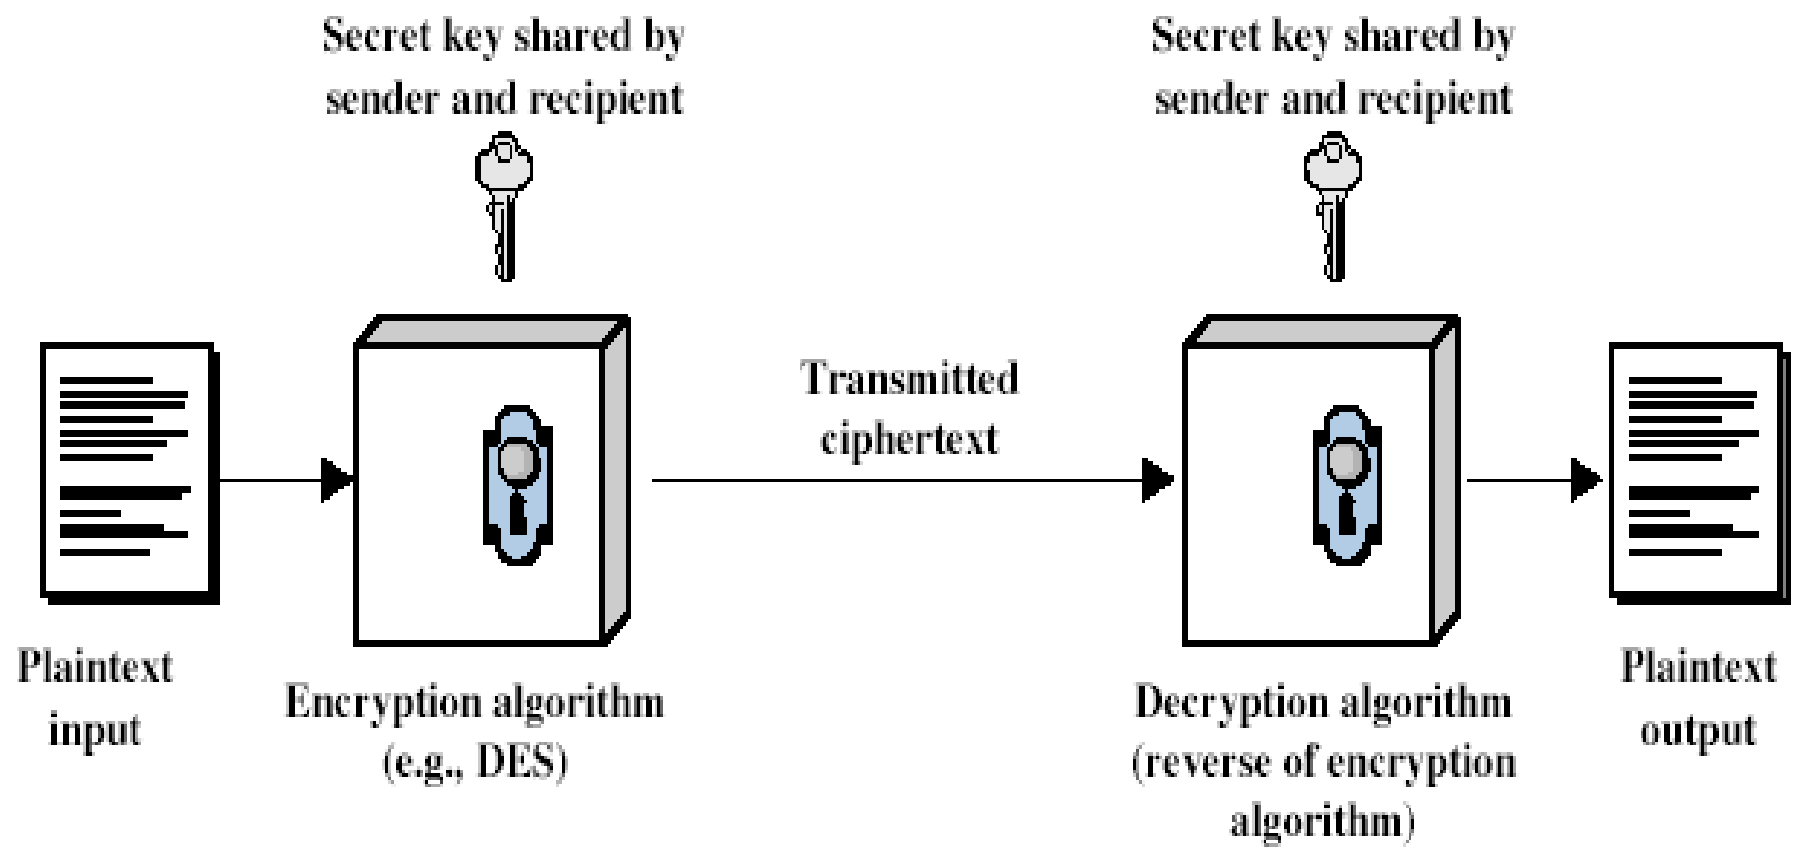 Secret key shared by
sender and recipient
Secret key shared by
sender and recipient
Transmitted
ciphertext
Plaintext
input
Encryption algorithm
(e.g., DES)
Decryption algorithm
(reverse of encryption
algorithm)
Plaintext
output